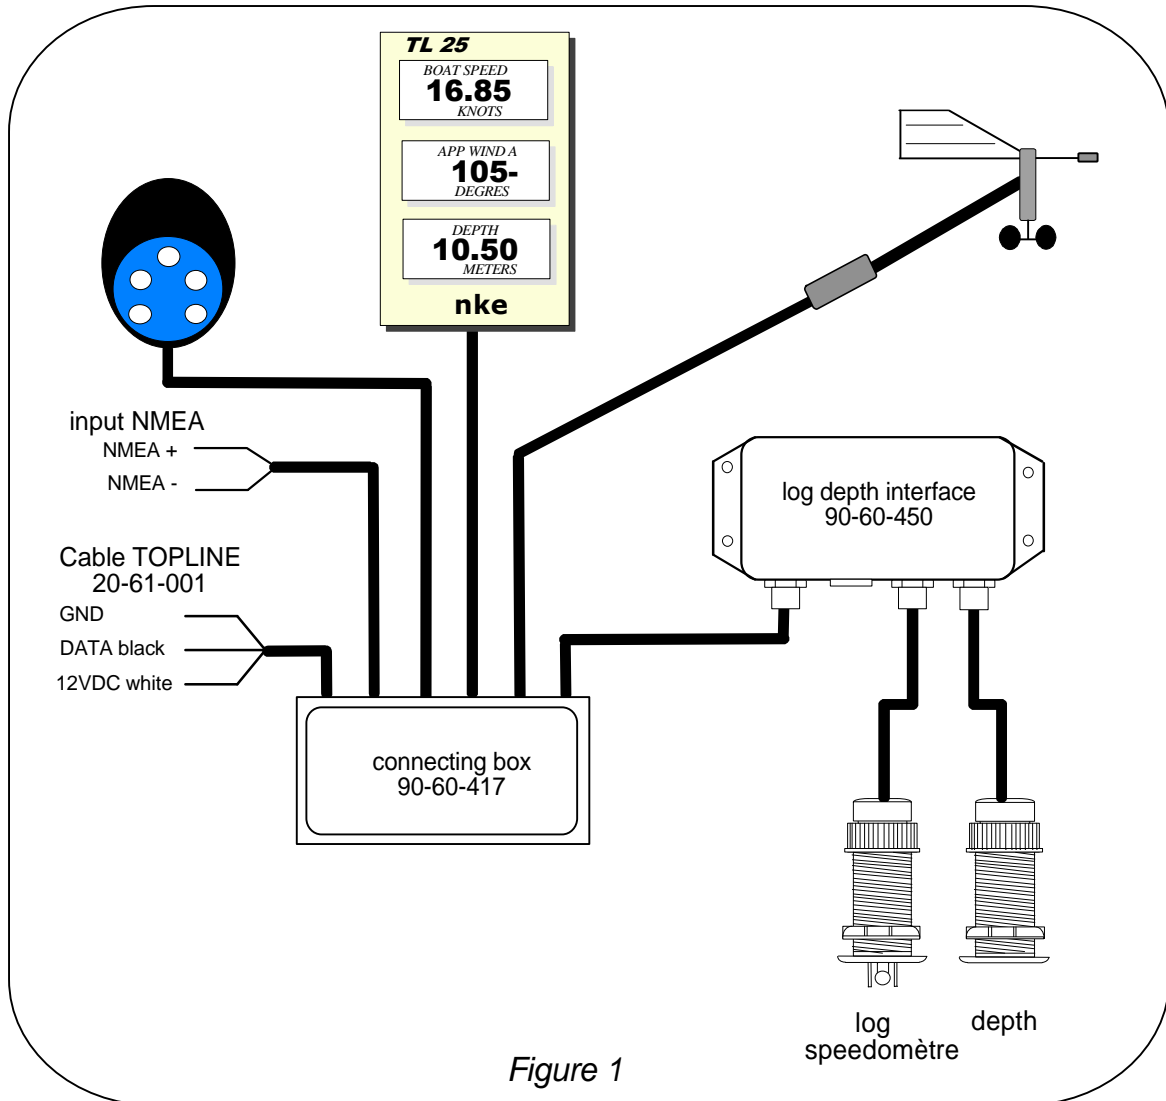 TL 25
BOAT SPEED
16.85
KNOTS
APP WIND A
105-
DEGRES
DEPTH
10.50
METERS
nke
input NMEA
NMEA +
NMEA -
Cable TOPLINE
20-61-001
GND
DATA black
12VDC white
log depth interface
90-60-450
connecting box
90-60-417
log
speedomètre
depth
Figure 1